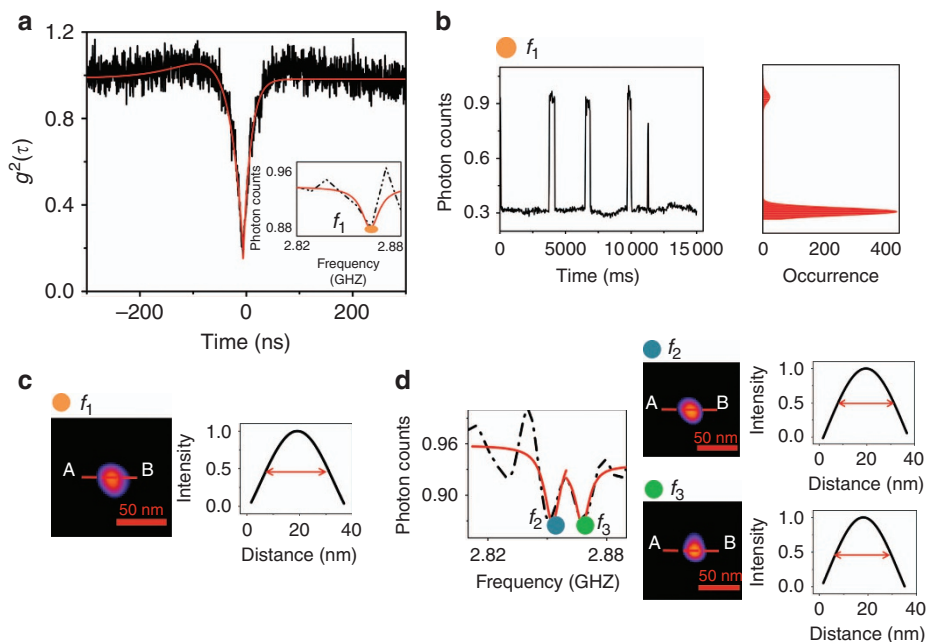 a
1.2
0.8
0.4
0.0
g²(τ)
−200
0
200
Time (ns)
0.96
0.88
Photon counts
f₁
2.82
2.88
Frequency
(GHZ)
b
f₁
0.9
0.6
0.3
Photon counts
0
5000
10 000
15 000
Time (ms)
0
200
400
Occurrence
c
f₁
A
B
50 nm
1.0
0.5
0.0
Intensity
0
20
40
Distance (nm)
d
0.96
0.90
Photon counts
f₂
f₃
2.82
2.88
Frequency (GHZ)
f₂
A
B
50 nm
1.0
0.5
0.0
Intensity
0
20
40
Distance (nm)
f₃
A
B
50 nm
1.0
0.5
0.0
Intensity
0
20
40
Distance (nm)